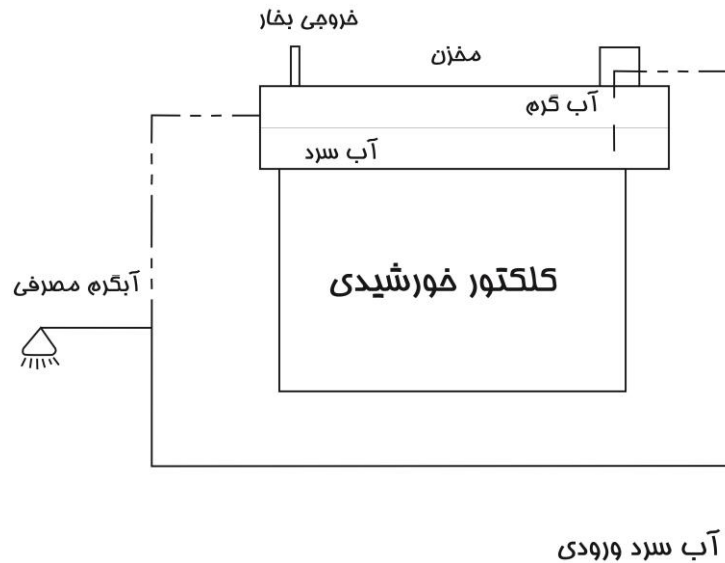 خروجی بخار
مخزن
آب گرم
آب سرد
کلکتور خورشیدی
آبگرم مصرفی
آب سرد ورودی